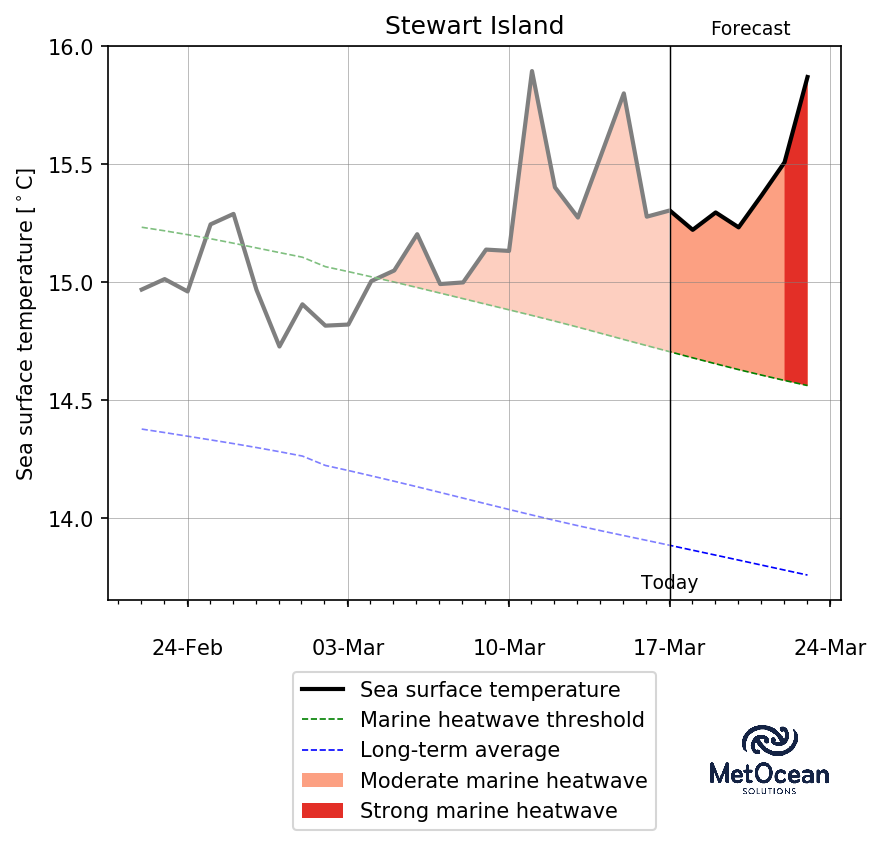 Stewart Island
Forecast
Sea surface temperature [°C]
16.0
15.5
15.0
14.5
14.0
Today
24-Feb 03-Mar 10-Mar 17-Mar 24-Mar
Sea surface temperature
Marine heatwave threshold
Long-term average
Moderate marine heatwave
Strong marine heatwave
MetOcean
SOLUTIONS